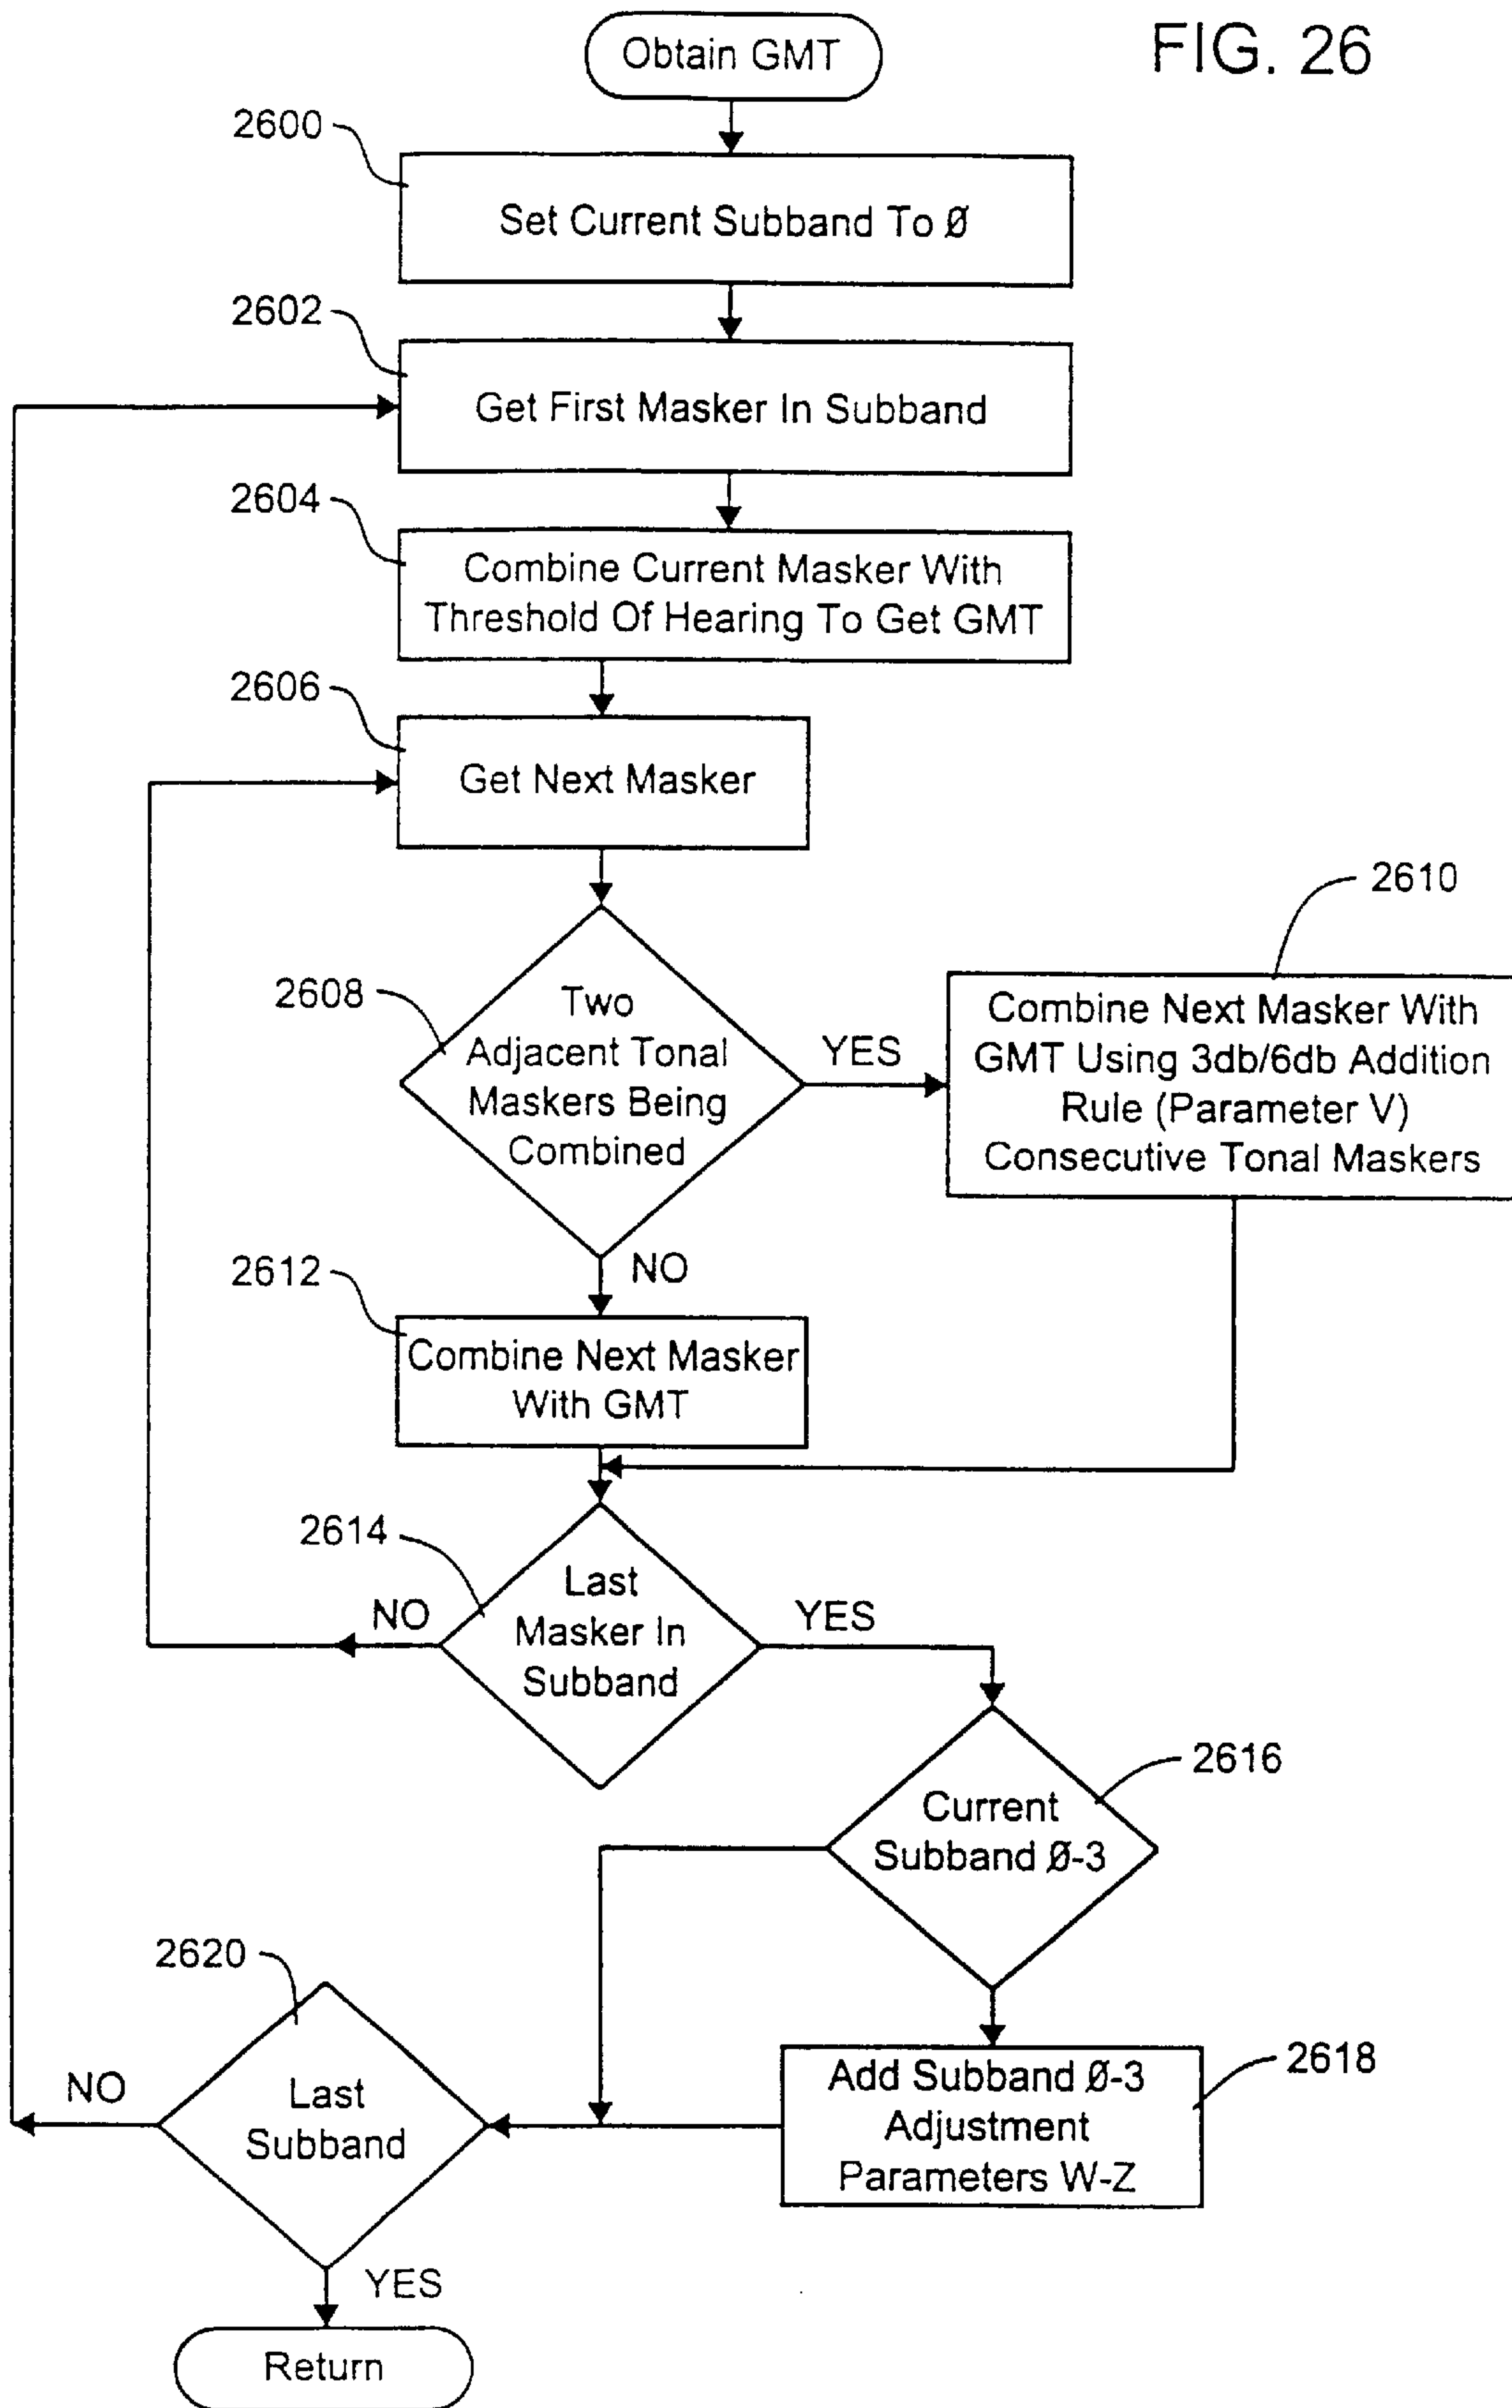 FIG. 26
Obtain GMT
2600
Set Current Subband To Ø
2602
Get First Masker In Subband
2604
Combine Current Masker With
Threshold Of Hearing To Get GMT
2606
Get Next Masker
2608
Two
Adjacent Tonal
Maskers Being
Combined
YES
2610
Combine Next Masker With
GMT Using 3db/6db Addition
Rule (Parameter V)
Consecutive Tonal Maskers
NO
2612
Combine Next Masker
With GMT
2614
Last
Masker In
Subband
NO
YES
2616
Current
Subband Ø-3
2618
Add Subband Ø-3
Adjustment
Parameters W-Z
2620
Last
Subband
NO
YES
Return